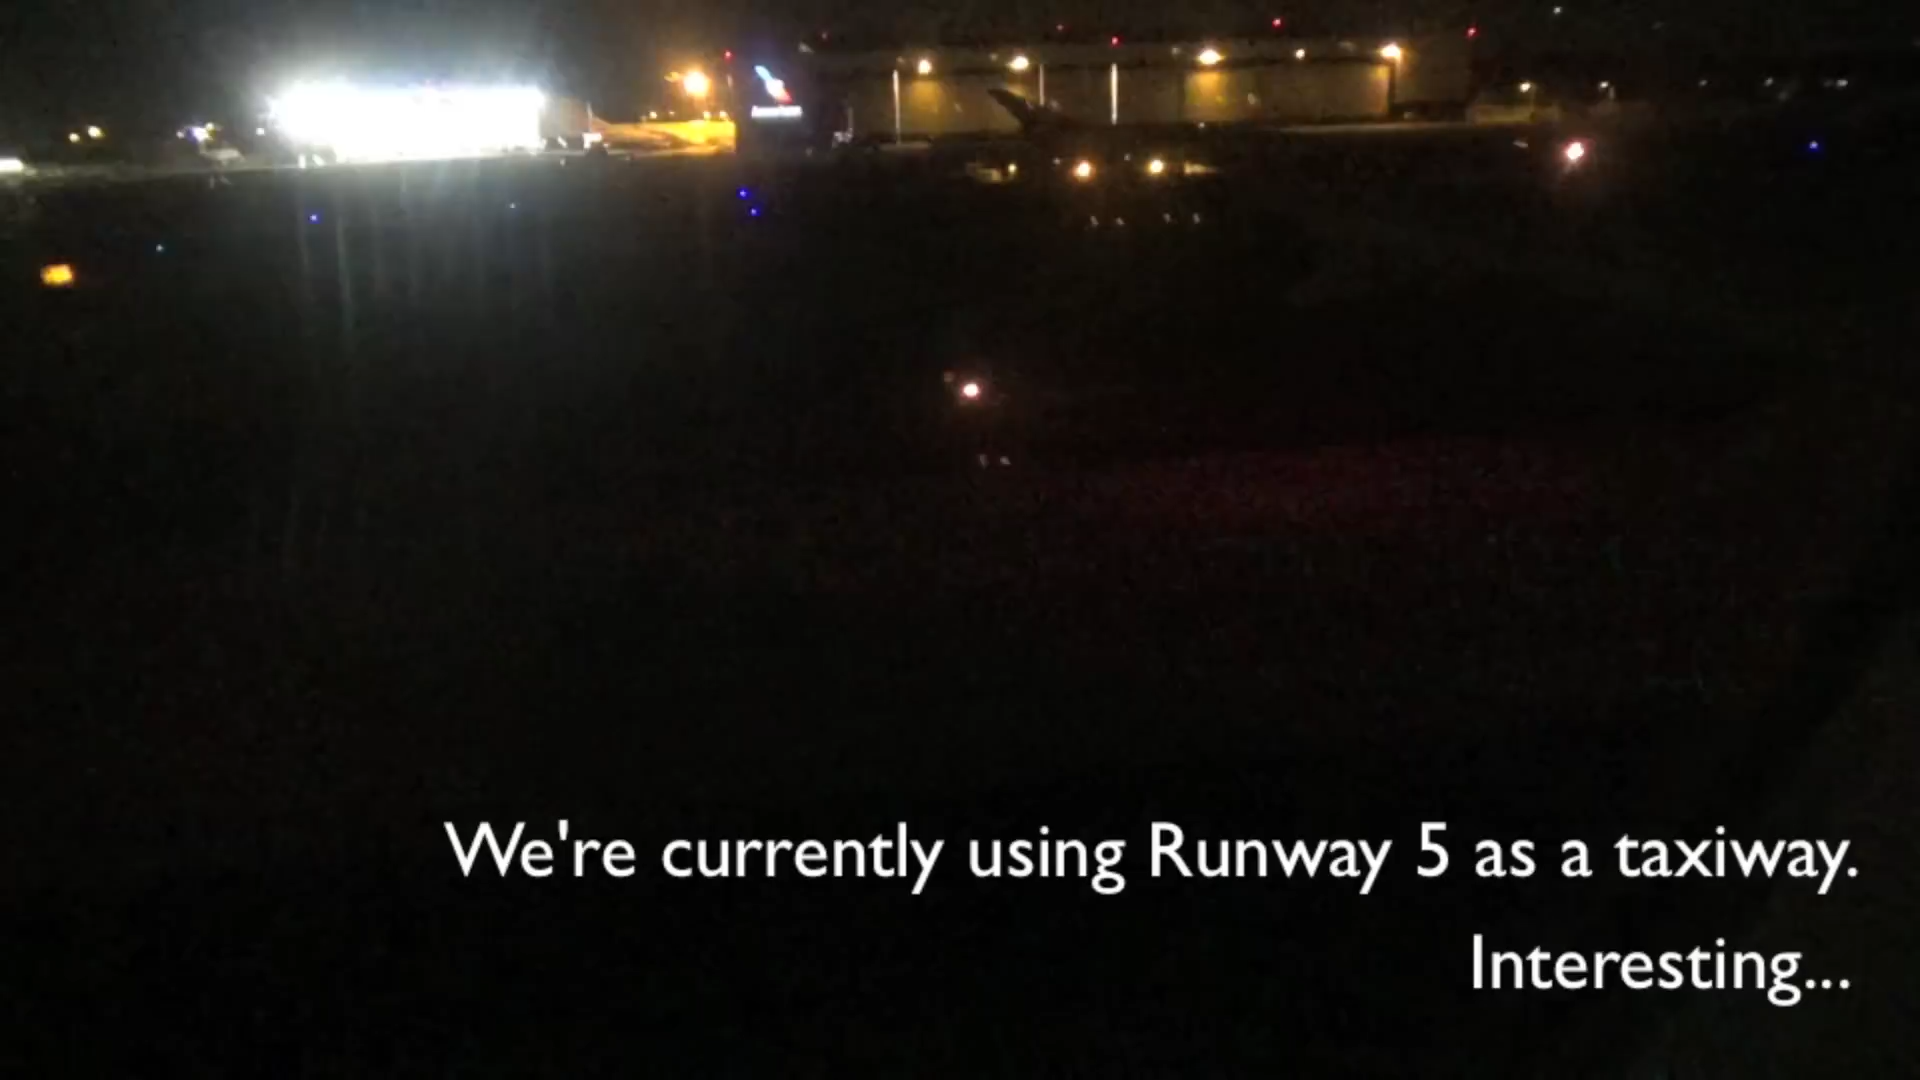 We're currently using Runway 5 as a taxiway.
Interesting...